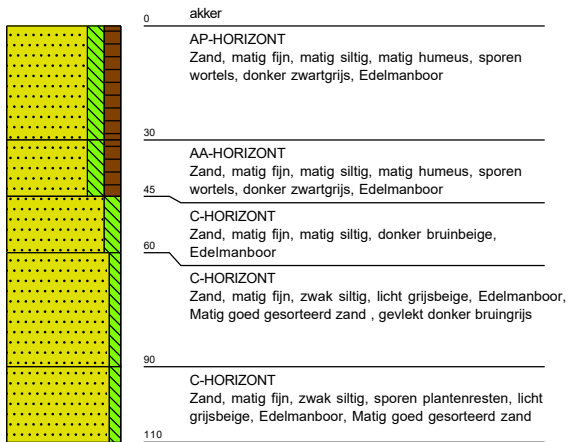 akker
0
AP-HORIZONT
Zand, matig fijn, matig siltig, matig humeus, sporen
wortels, donker zwartgrijs, Edelmanboor
30
AA-HORIZONT
Zand, matig fijn, matig siltig, matig humeus, sporen
wortels, donker zwartgrijs, Edelmanboor
45
C-HORIZONT
Zand, matig fijn, matig siltig, donker bruinbeige,
Edelmanboor
60
C-HORIZONT
Zand, matig fijn, zwak siltig, licht grijsbeige, Edelmanboor,
Matig goed gesorteerd zand , gevlekt donker bruingrijs
90
C-HORIZONT
Zand, matig fijn, zwak siltig, sporen plantenresten, licht
grijsbeige, Edelmanboor, Matig goed gesorteerd zand
110